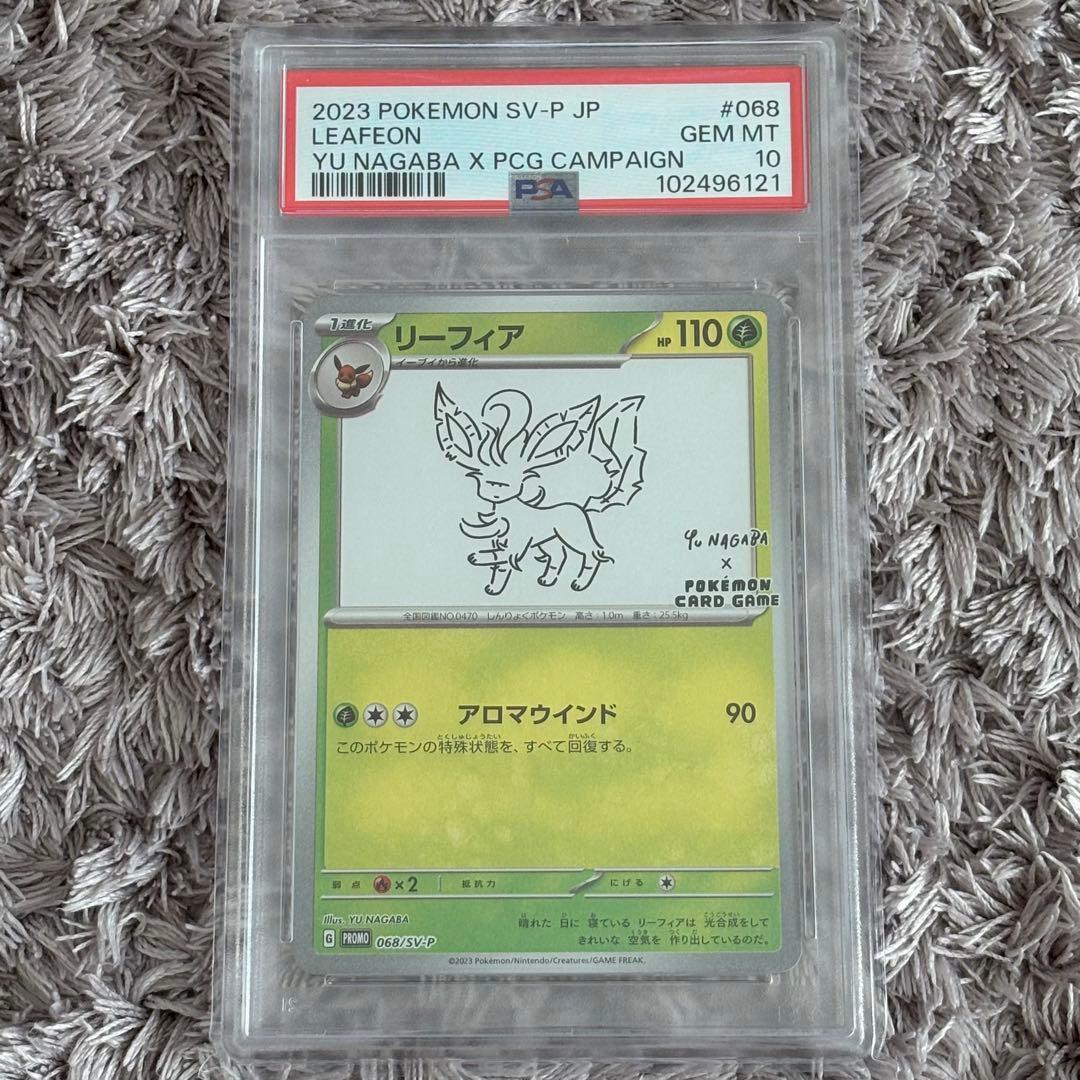 2023 POKEMON SV-P JP #068
LEAFEON GEM MT
YU NAGABA X PCG CAMPAIGN 10
PSA 102496121
1進化 リーフィア HP 110
イーブイから進化
Yu NAGABA
×
POKÉMON
CARD GAME
全国図鑑NO.0470 しんりょくポケモン 高さ:1.0m 重さ:25.5kg
アロマウインド 90
このポケモンの特殊状態を、すべて回復する。
弱点 ×2 抵抗力 にげる
Illus. YU NAGABA
晴れた 日に 寝ている リーフィアは 光合成をして
きれいな 空気を 作り出しているのだ。
G PROMO 068/SV-P
©2023 Pokémon/Nintendo/Creatures/GAME FREAK.